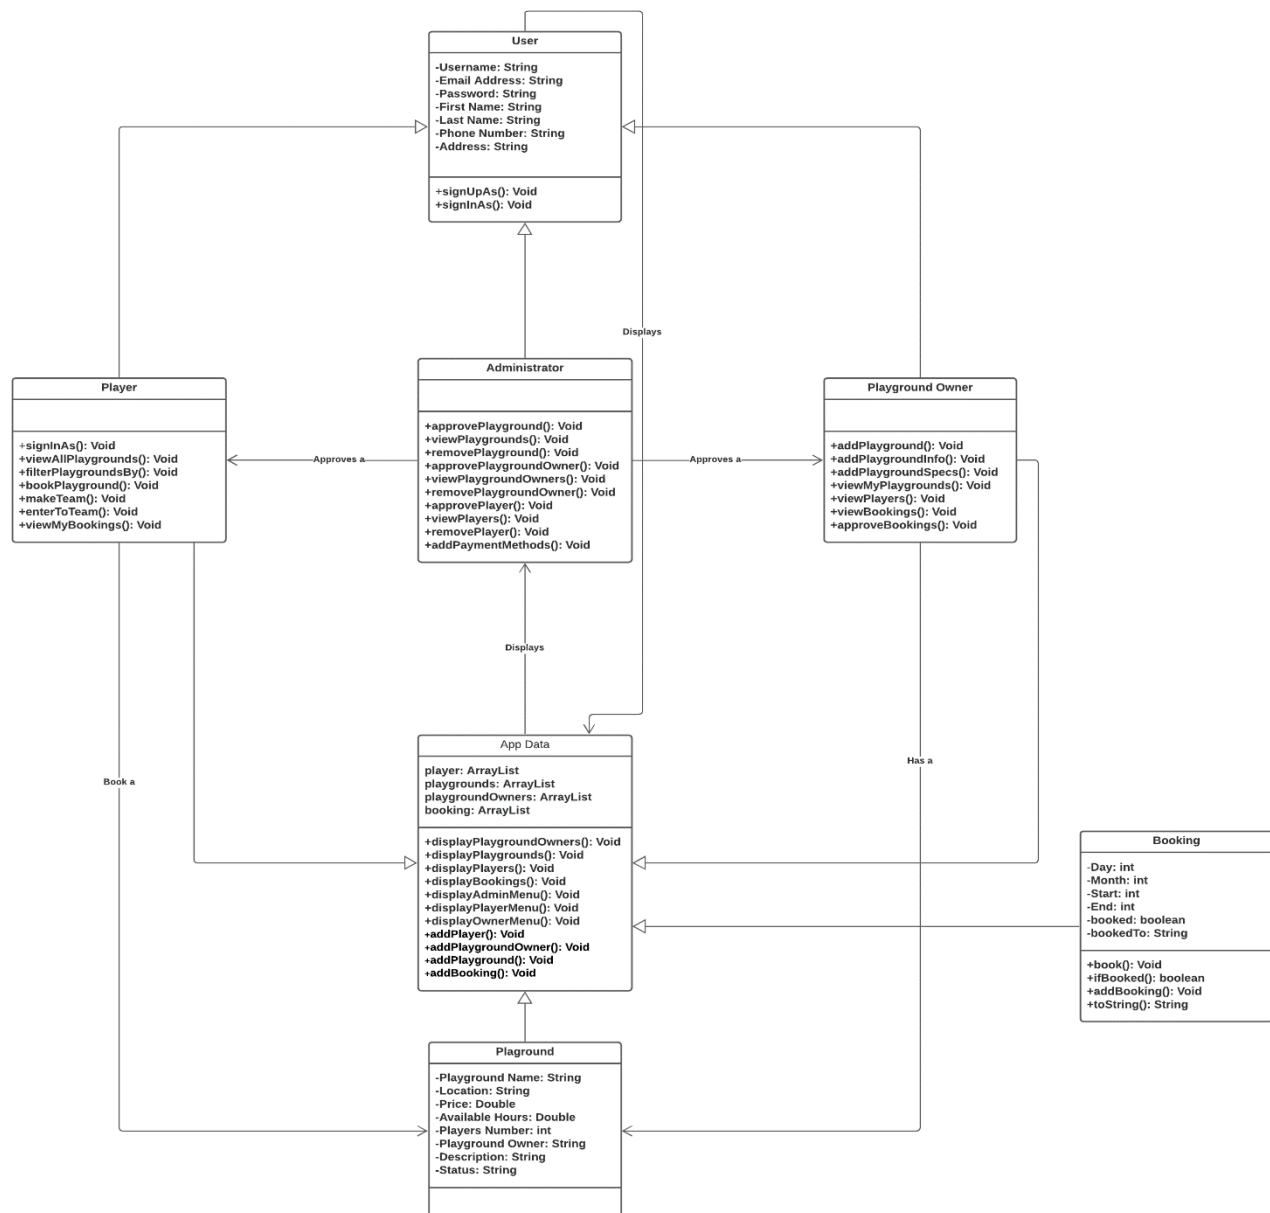 User
-Username: String
-Email Address: String
-Password: String
-First Name: String
-Last Name: String
-Phone Number: String
-Address: String
+signUpAs(): Void
+signInAs(): Void
Displays
Player
+signInAs(): Void
+viewAllPlaygrounds(): Void
+filterPlaygroundsBy(): Void
+bookPlayground(): Void
+makeTeam(): Void
+enterToTeam(): Void
+viewMyBookings(): Void
Approves a
Administrator
+approvePlayground(): Void
+viewPlaygrounds(): Void
+removePlayground(): Void
+approvePlaygroundOwner(): Void
+viewPlaygroundOwners(): Void
+removePlaygroundOwner(): Void
+approvePlayer(): Void
+viewPlayers(): Void
+removePlayer(): Void
+addPaymentMethods(): Void
Approves a
Playground Owner
+addPlayground(): Void
+addPlaygroundInfo(): Void
+addPlaygroundSpecs(): Void
+viewMyPlaygrounds(): Void
+viewPlayers(): Void
+viewBookings(): Void
+approveBookings(): Void
Displays
Book a
Has a
App Data
player: ArrayList
playgrounds: ArrayList
playgroundOwners: ArrayList
booking: ArrayList
+displayPlaygroundOwners(): Void
+displayPlaygrounds(): Void
+displayPlayers(): Void
+displayBookings(): Void
+displayAdminMenu(): Void
+displayPlayerMenu(): Void
+displayOwnerMenu(): Void
+addPlayer(): Void
+addPlaygroundOwner(): Void
+addPlayground(): Void
+addBooking(): Void
Booking
-Day: int
-Month: int
-Start: int
-End: int
-booked: boolean
-bookedTo: String
+book(): Void
+ifBooked(): boolean
+addBooking(): Void
+toString(): String
Plaground
-Playground Name: String
-Location: String
-Price: Double
-Available Hours: Double
-Players Number: int
-Playground Owner: String
-Description: String
-Status: String